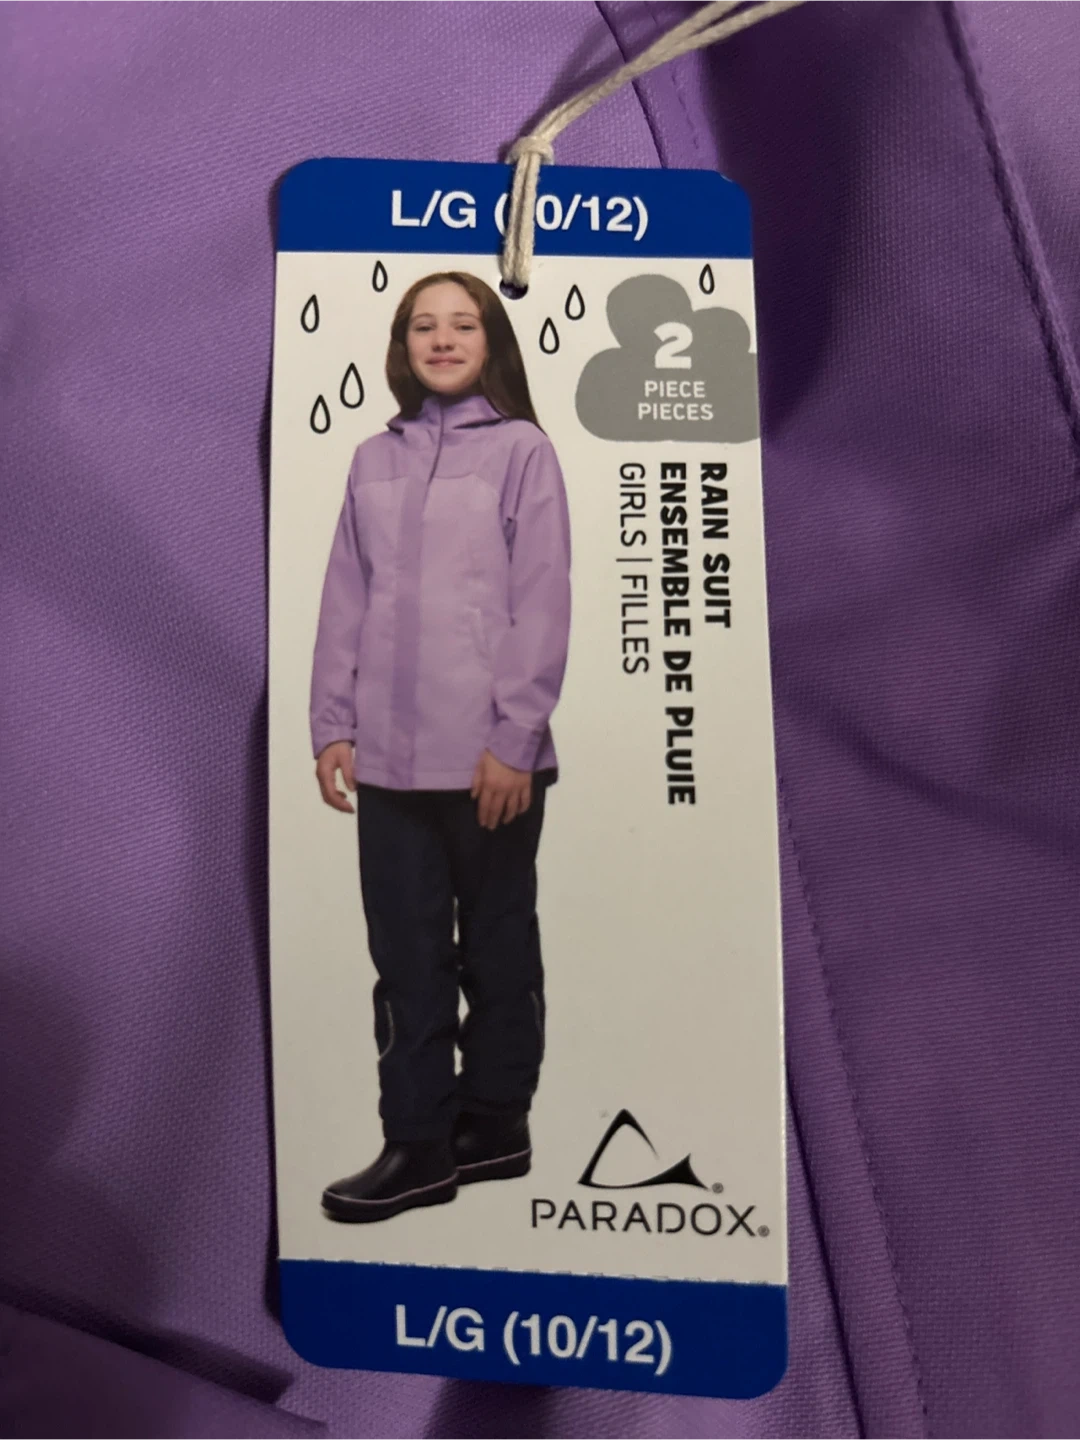 L/G (10/12)
2
PIECE
PIECES
RAIN SUIT
ENSEMBLE DE PLUIE
GIRLS | FILLES
PARADOX®
L/G (10/12)